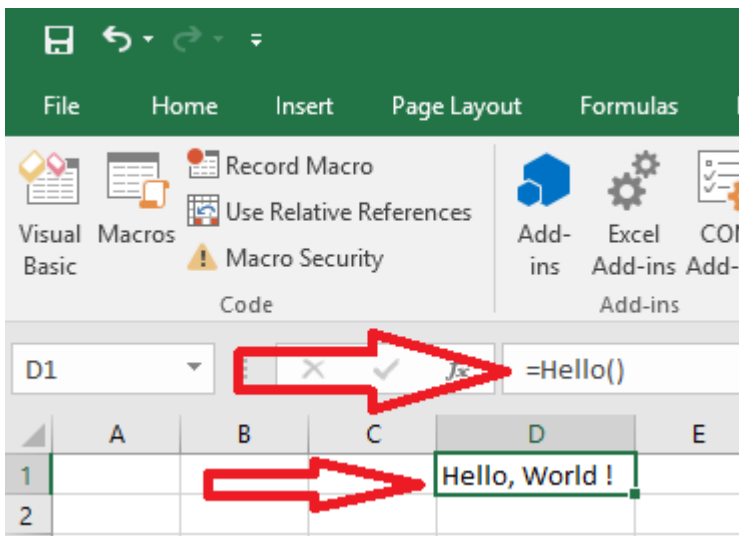 File Home Insert Page Layout Formulas
Record Macro
Use Relative References
Macro Security
Visual Basic
Macros
Code
Add-ins
Excel Add-ins
Add-ins
D1
fx
=Hello()
A B C D E
1 Hello, World !
2